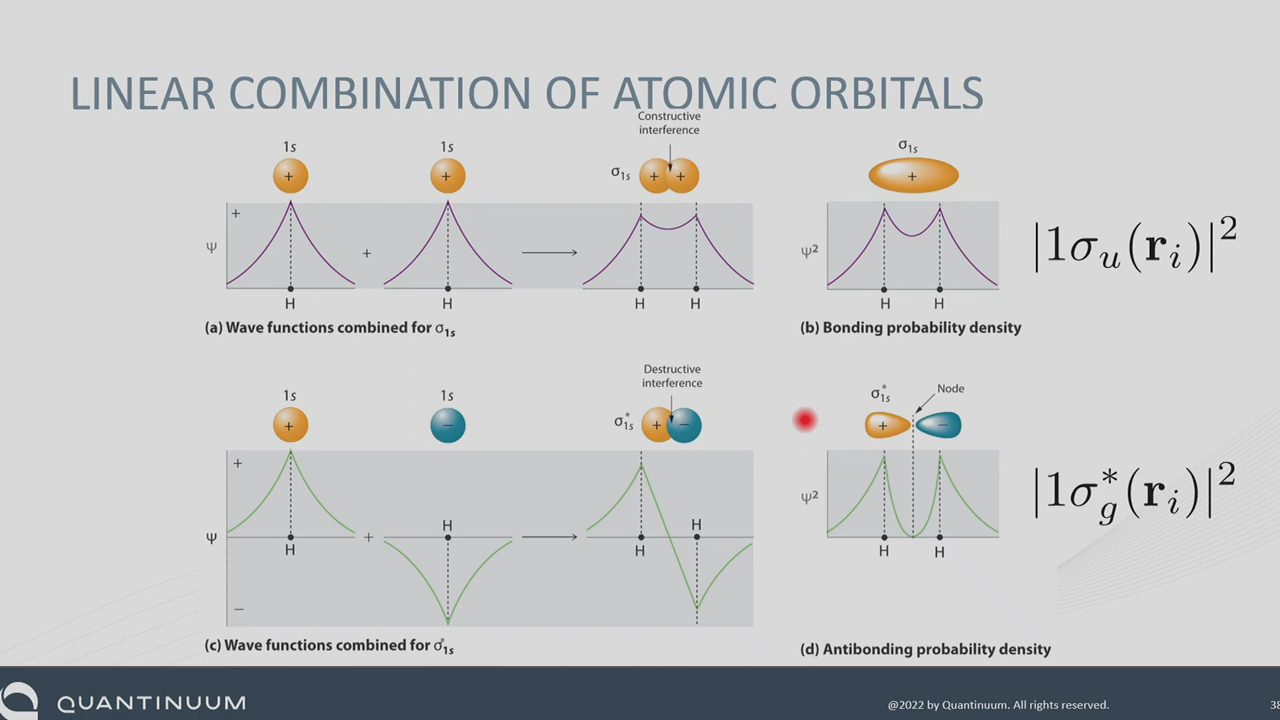 LINEAR COMBINATION OF ATOMIC ORBITALS
Constructive
interference
1s
1s
σ1s
σ1s
+
+
+ +
+
+
Ψ
+
Ψ²
|1σᵤ(𝐫ᵢ)|²
H
H
H
H
H
H
(a) Wave functions combined for σ1s
(b) Bonding probability density
Destructive
interference
1s
1s
σ*1s
σ*1s
Node
+
−
+ −
+ −
+
Ψ
H
+
H
Ψ²
|1σ*g(𝐫ᵢ)|²
H
H
H
H
−
(c) Wave functions combined for σ*1s
(d) Antibonding probability density
QUANTINUUM
@2022 by Quantinuum. All rights reserved.